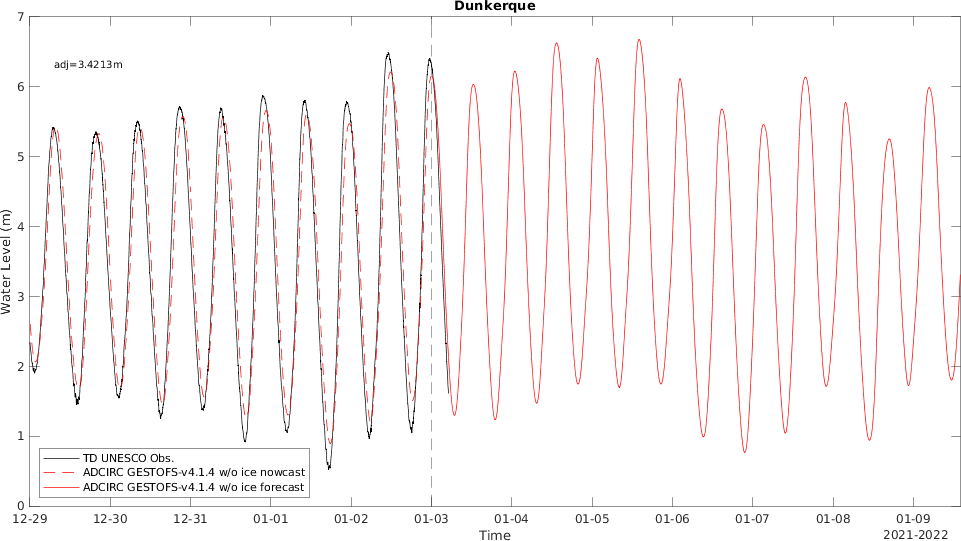 Dunkerque
7
adj=3.4213m
6
5
4
3
2
1
0
Water Level (m)
TD UNESCO Obs.
ADCIRC GESTOFS-v4.1.4 w/o ice nowcast
ADCIRC GESTOFS-v4.1.4 w/o ice forecast
12-29 12-30 12-31 01-01 01-02 01-03 01-04 01-05 01-06 01-07 01-08 01-09
Time
2021-2022